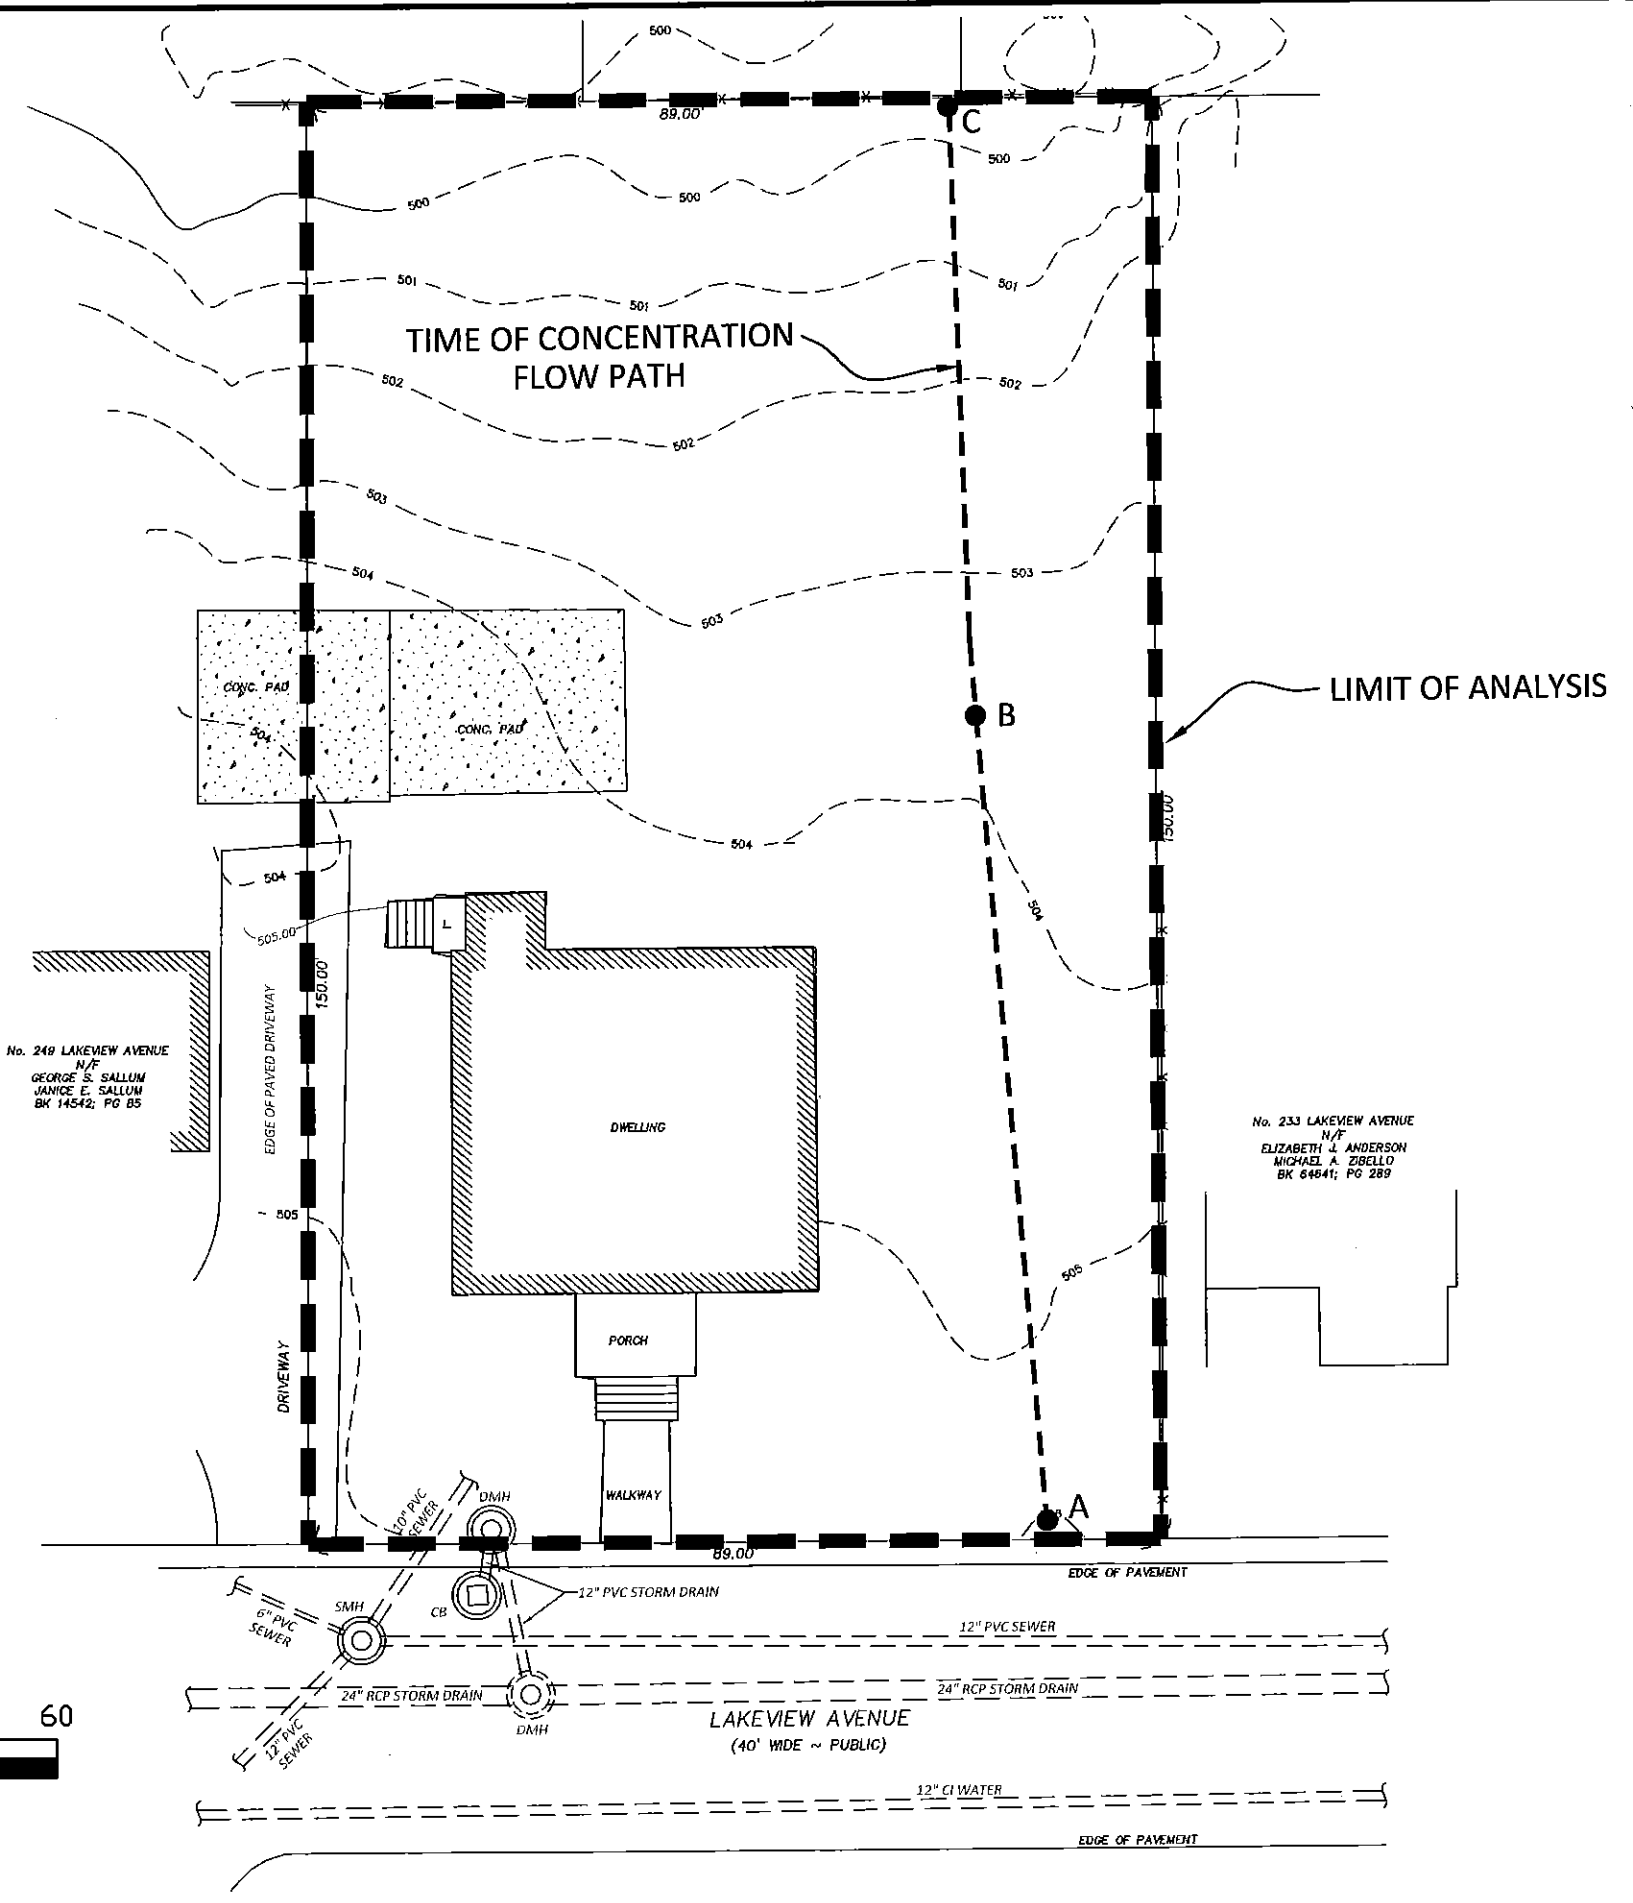 500
89.00'
C
500
500
500
501
501
501
TIME OF CONCENTRATION
FLOW PATH
502
502
502
503
503
503
504
CONC. PAD
CONC. PAD
504
B
LIMIT OF ANALYSIS
150.00'
504
504
504
L
505.00
150.00'
EDGE OF PAVED DRIVEWAY
No. 249 LAKEVIEW AVENUE
N/F
GEORGE S. SALLUM
JANICE E. SALLUM
BK 14542; PG 85
DWELLING
No. 233 LAKEVIEW AVENUE
N/F
ELIZABETH J. ANDERSON
MICHAEL A. ZIBELLO
BK 64641; PG 289
505
505
PORCH
DRIVEWAY
WALKWAY
10" PVC
SEWER
DMH
A
89.00'
EDGE OF PAVEMENT
12" PVC STORM DRAIN
CB
SMH
6" PVC
SEWER
12" PVC SEWER
24" RCP STORM DRAIN
24" RCP STORM DRAIN
DMH
LAKEVIEW AVENUE
(40' WIDE ~ PUBLIC)
12" PVC
SEWER
60
12" CI WATER
EDGE OF PAVEMENT